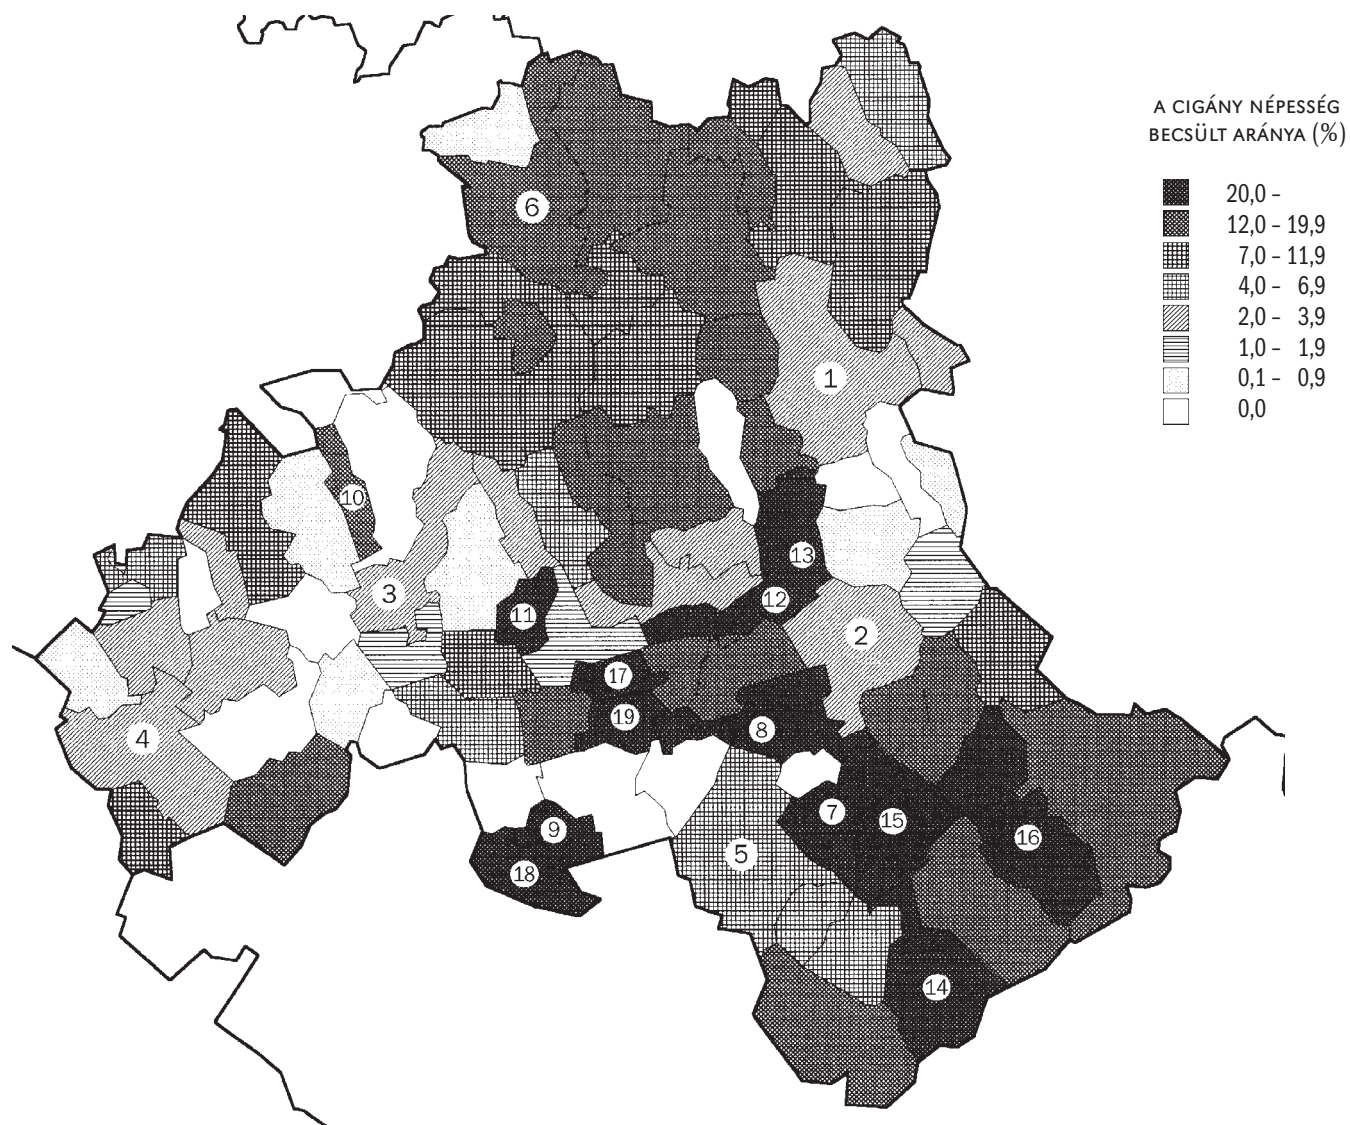 A CIGÁNY NÉPESSÉG
BECSÜLT ARÁNYA (%)
20,0 –
12,0 – 19,9
7,0 – 11,9
4,0 – 6,9
2,0 – 3,9
1,0 – 1,9
0,1 – 0,9
0,0
6
1
10
13
3
12
11
2
17
19
8
4
7
15
9
16
5
18
14